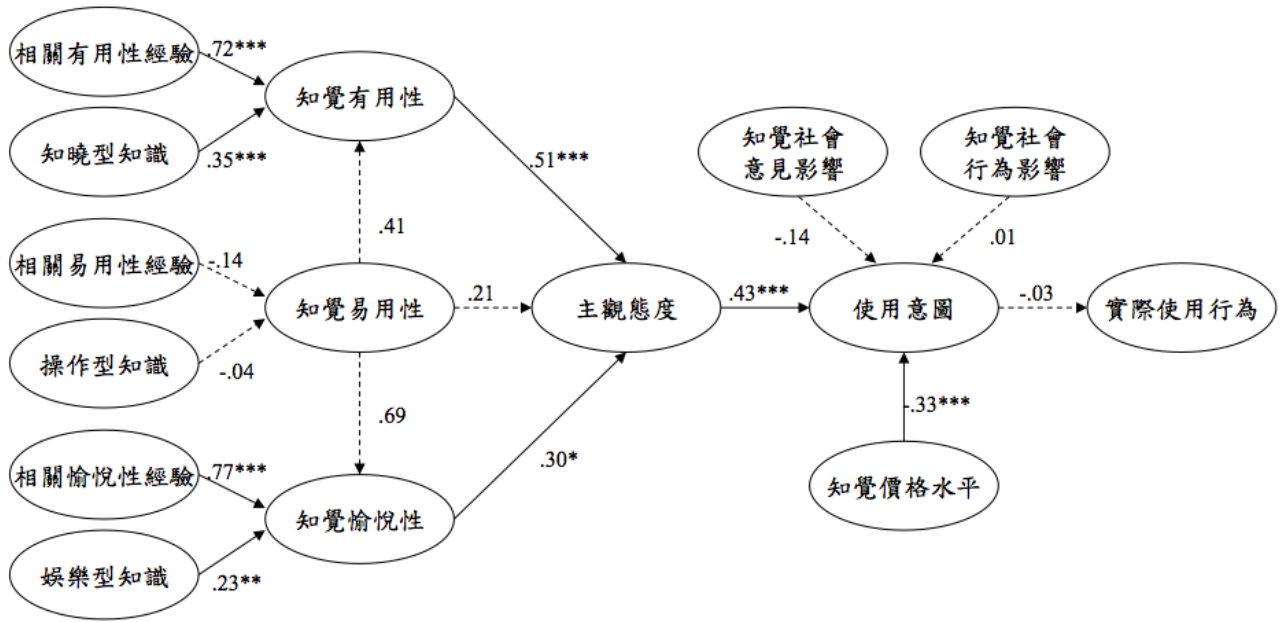 相關有用性經驗
.72***
知覺有用性
知曉型知識
.35***
.51***
知覺社會
意見影響
知覺社會
行為影響
.41
-.14
.01
相關易用性經驗
-.14
知覺易用性
.21
主觀態度
.43***
使用意圖
-.03
實際使用行為
操作型知識
-.04
.69
-.33***
相關愉悅性經驗
.77***
.30*
知覺價格水平
知覺愉悅性
娛樂型知識
.23**